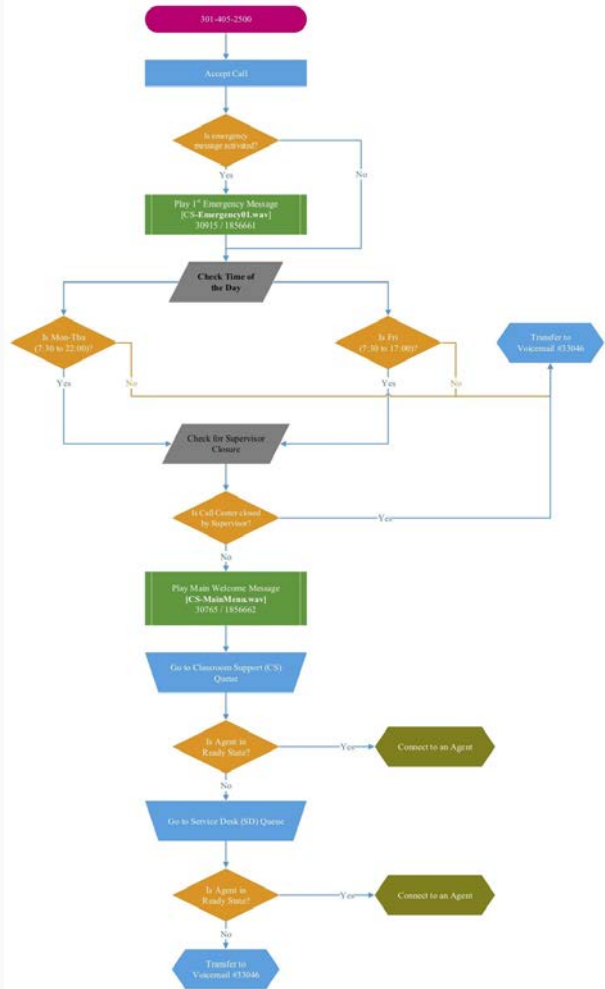 301-405-2500
Accept Call
Is emergency
message activated?
Yes
No
Play 1st Emergency Message
[CS-Emergency01.wav]
30915 / 1856661
Check Time of
the Day
Is Mon-Thu
(7:30 to 22:00)?
Is Fri
(7:30 to 17:00)?
Transfer to
Voicemail #33046
Yes
No
Yes
No
Check for Supervisor
Closure
Is Call Center closed
by Supervisor?
Yes
No
Play Main Welcome Message
[CS-MainMenu.wav]
30765 / 1856662
Go to Classroom Support (CS)
Queue
Is Agent in
Ready State?
Yes
Connect to an Agent
No
Go to Service Desk (SD) Queue
Is Agent in
Ready State?
Yes
Connect to an Agent
No
Transfer to
Voicemail #33046